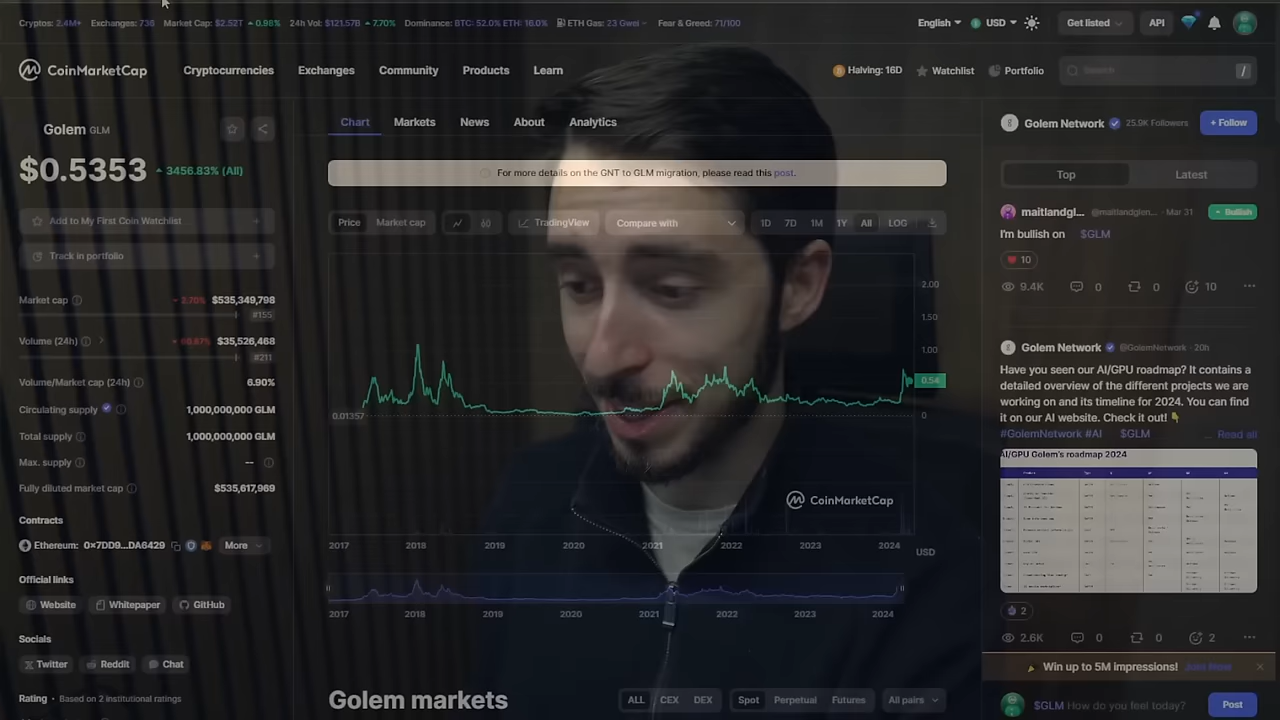 Cryptos: 2.4M+ Exchanges: 736 Market Cap: $2.52T 0.98% 24h Vol: $121.57B 7.70% Dominance: BTC: 52.0% ETH: 16.0% ETH Gas: 23 Gwei Fear & Greed: 71/100
English USD Get listed API
CoinMarketCap Cryptocurrencies Exchanges Community Products Learn
Halving: 16D Watchlist Portfolio Search /
Golem GLM
$0.5353 3456.83% (All)
Add to My First Coin Watchlist +
Track in portfolio +
Market cap 2.70% $535,349,798
#155
Volume (24h) $35,526,468
#211
Volume/Market cap (24h) 6.90%
Circulating supply 1,000,000,000 GLM
Total supply 1,000,000,000 GLM
Max. supply --
Fully diluted market cap $535,617,969
Contracts
Ethereum: 0x7DD9...DA6429 More
Official links
Website Whitepaper GitHub
Socials
Twitter Reddit Chat
Rating • Based on 2 institutional ratings
Chart Markets News About Analytics
For more details on the GNT to GLM migration, please read this post.
Price Market cap TradingView Compare with 1D 7D 1M 1Y All LOG
2.00
1.50
1.00
0.54
0
0.01357
CoinMarketCap
2017 2018 2019 2020 2021 2022 2023 2024
USD
2017 2018 2019 2020 2021 2022 2023 2024
Golem markets
ALL CEX DEX Spot Perpetual Futures All pairs
Golem Network 25.9K Followers + Follow
Top Latest
maitlandgl... @maitlandglen... · Mar 31 Bullish
I'm bullish on $GLM
10
9.4K 0 0 10 ...
Golem Network @GolemNetwork · 20h
Have you seen our AI/GPU roadmap? It contains a
detailed overview of the different projects we are
working on and its timeline for 2024. You can find
it on our AI website. Check it out! 👇
#GolemNetwork #AI $GLM ... Read all
AI/GPU Golem's roadmap 2024
2
2.6K 0 0 2 ...
Win up to 5M impressions! Join Now ×
$GLM How do you feel today? Post